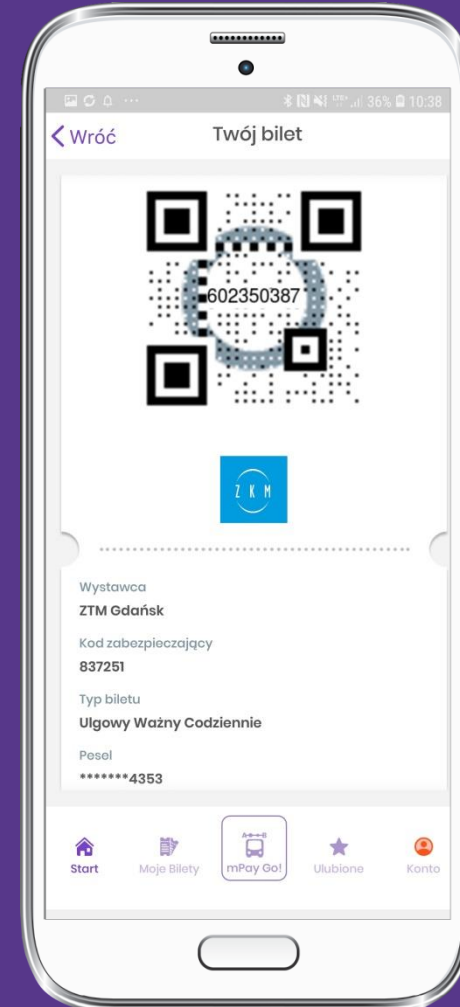 LTE+ 36% 10:38
Wróć Twój bilet
602350387
Z K M
Wystawca
ZTM Gdańsk
Kod zabezpieczający
837251
Typ biletu
Ulgowy Ważny Codziennie
Pesel
*******4353
A B
Start Moje Bilety mPay Go! Ulubione Konto